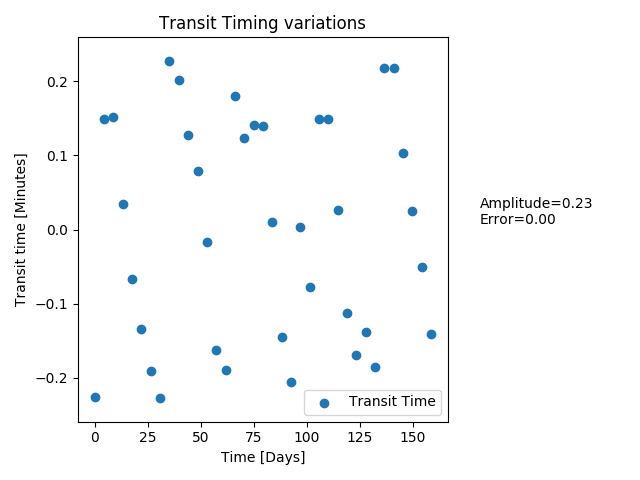 Transit Timing variations
Transit time [Minutes]
0.2
0.1
0.0
−0.1
−0.2
Amplitude=0.23
Error=0.00
Transit Time
0 25 50 75 100 125 150
Time [Days]